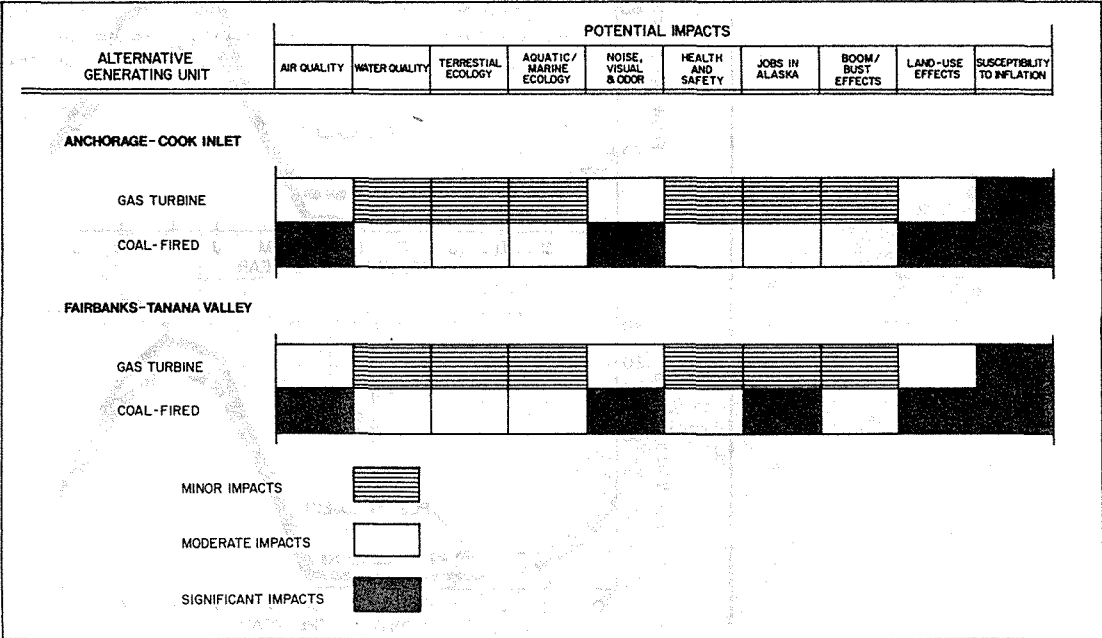 POTENTIAL IMPACTS
ALTERNATIVE
GENERATING UNIT
AIR QUALITY
WATER QUALITY
TERRESTIAL
ECOLOGY
AQUATIC/
MARINE
ECOLOGY
NOISE,
VISUAL
& ODOR
HEALTH
AND
SAFETY
JOBS IN
ALASKA
BOOM/
BUST
EFFECTS
LAND-USE
EFFECTS
SUSCEPTIBILITY
TO INFLATION
ANCHORAGE-COOK INLET
GAS TURBINE
COAL-FIRED
FAIRBANKS-TANANA VALLEY
GAS TURBINE
COAL-FIRED
MINOR IMPACTS
MODERATE IMPACTS
SIGNIFICANT IMPACTS